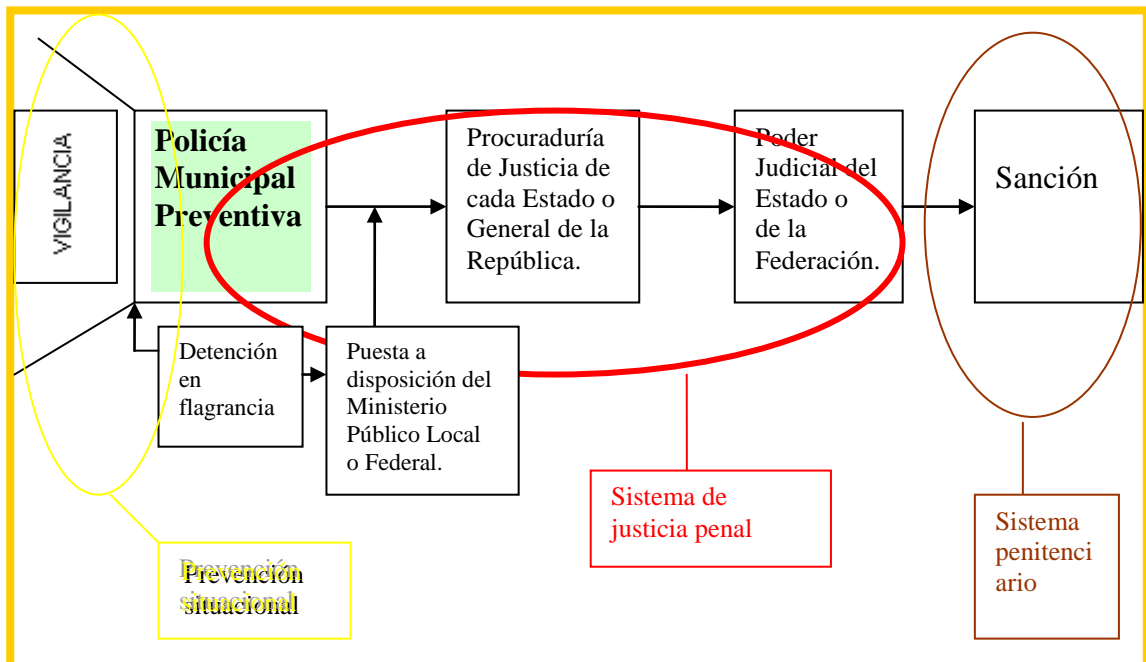 VIGILANCIA
Policía
Municipal
Preventiva
Procuraduría
de Justicia de
cada Estado o
General de la
República.
Poder
Judicial del
Estado o
de la
Federación.
Sanción
Detención
en
flagrancia
Puesta a
disposición del
Ministerio
Público Local
o Federal.
Prevención
situacional
Sistema de
justicia penal
Sistema
penitenci
ario